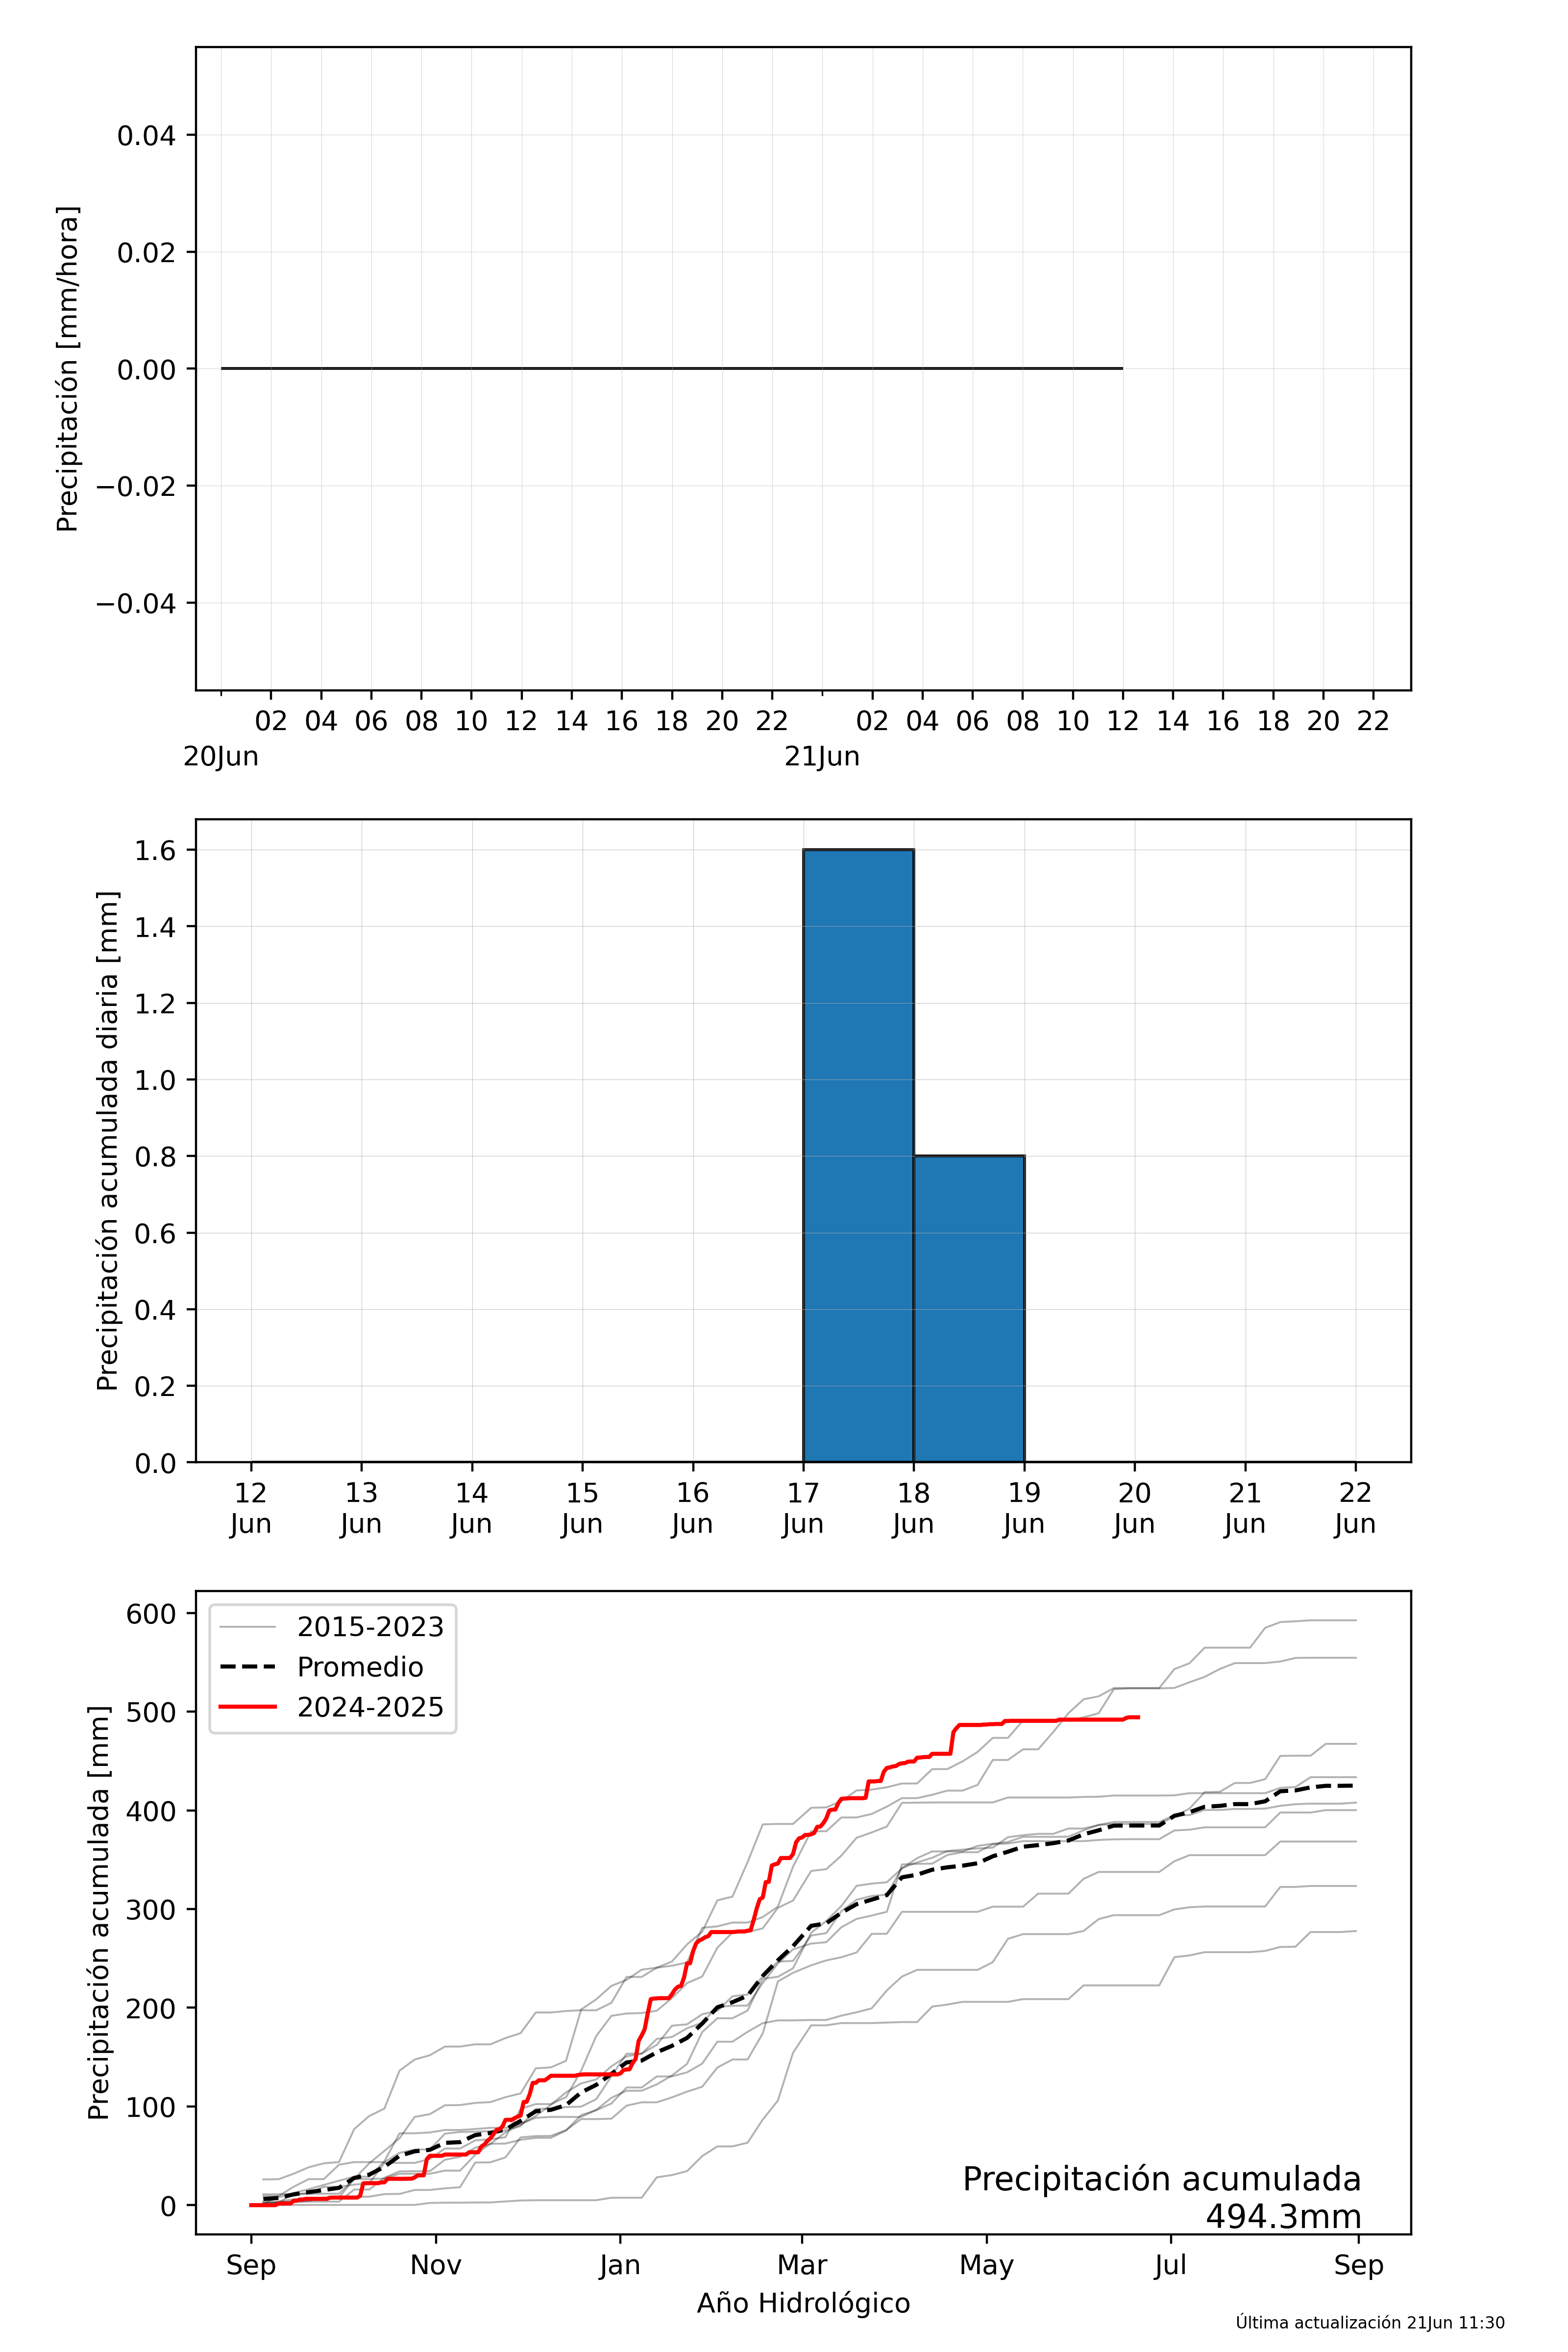 Precipitación [mm/hora]
0.04
0.02
0.00
−0.02
−0.04
02 04 06 08 10 12 14 16 18 20 22 02 04 06 08 10 12 14 16 18 20 22
20Jun 21Jun
Precipitación acumulada diaria [mm]
1.6
1.4
1.2
1.0
0.8
0.6
0.4
0.2
0.0
12 13 14 15 16 17 18 19 20 21 22
Jun Jun Jun Jun Jun Jun Jun Jun Jun Jun Jun
Precipitación acumulada [mm]
600
500
400
300
200
100
0
2015-2023
Promedio
2024-2025
Precipitación acumulada
494.3mm
Sep Nov Jan Mar May Jul Sep
Año Hidrológico
Última actualización 21Jun 11:30